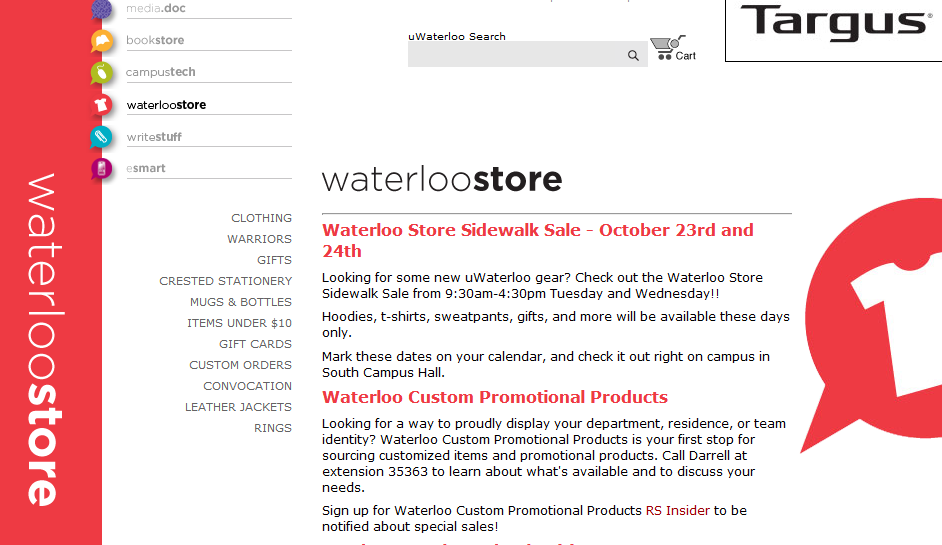 media.doc
bookstore
campustech
waterloostore
writestuff
esmart
uWaterloo Search
Cart
Targus
waterloostore
waterloostore
CLOTHING
WARRIORS
GIFTS
CRESTED STATIONERY
MUGS & BOTTLES
ITEMS UNDER $10
GIFT CARDS
CUSTOM ORDERS
CONVOCATION
LEATHER JACKETS
RINGS
Waterloo Store Sidewalk Sale - October 23rd and
24th
Looking for some new uWaterloo gear? Check out the Waterloo Store
Sidewalk Sale from 9:30am-4:30pm Tuesday and Wednesday!!
Hoodies, t-shirts, sweatpants, gifts, and more will be available these days
only.
Mark these dates on your calendar, and check it out right on campus in
South Campus Hall.
Waterloo Custom Promotional Products
Looking for a way to proudly display your department, residence, or team
identity? Waterloo Custom Promotional Products is your first stop for
sourcing customized items and promotional products. Call Darrell at
extension 35363 to learn about what's available and to discuss your
needs.
Sign up for Waterloo Custom Promotional Products RS Insider to be
notified about special sales!